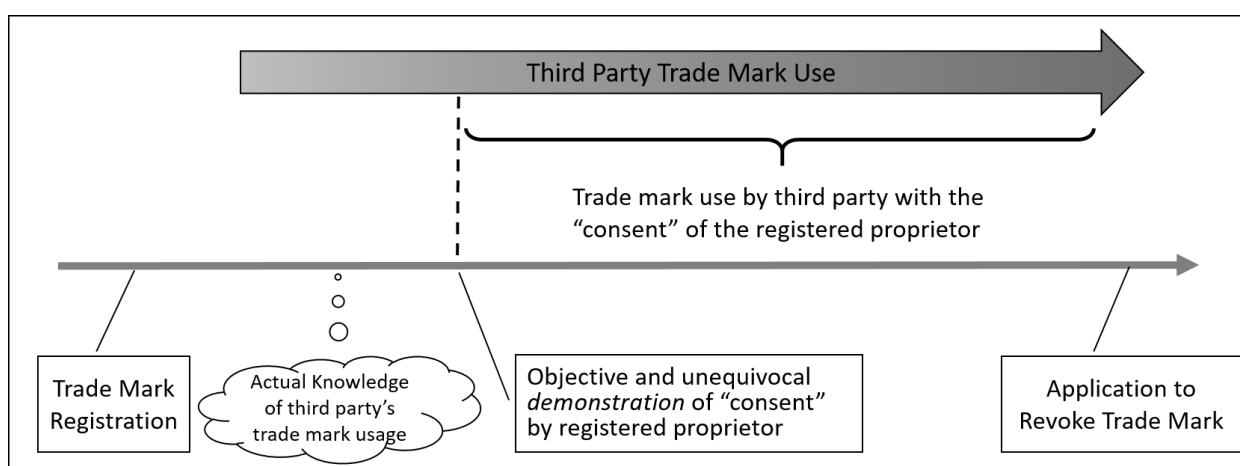 Third Party Trade Mark Use
Trade mark use by third party with the
“consent” of the registered proprietor
Trade Mark
Registration
Actual Knowledge
of third party’s
trade mark usage
Objective and unequivocal
demonstration of “consent”
by registered proprietor
Application to
Revoke Trade Mark